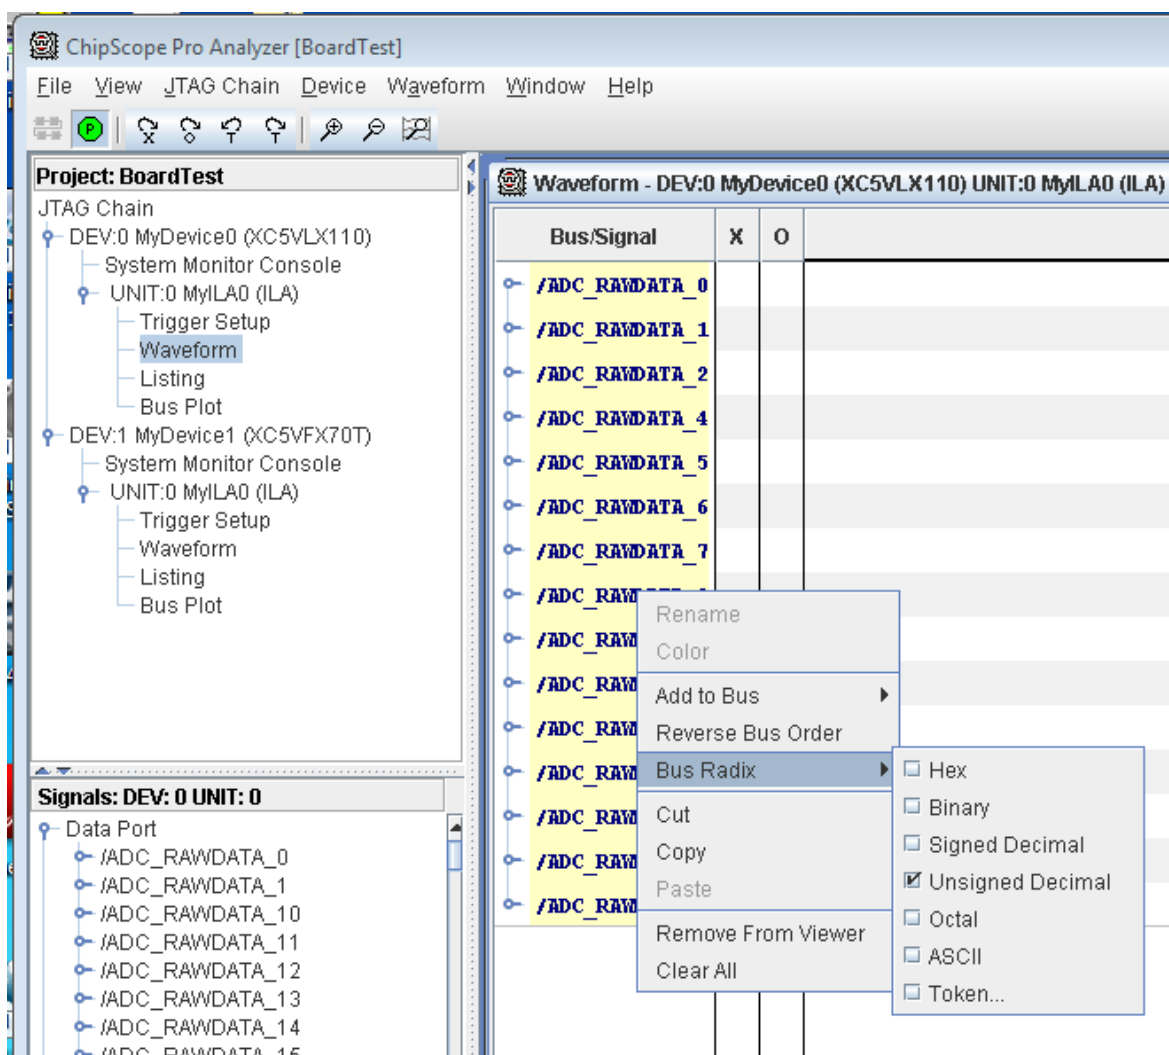 ChipScope Pro Analyzer [BoardTest]
File View JTAG Chain Device Waveform Window Help
Project: BoardTest
JTAG Chain
DEV:0 MyDevice0 (XC5VLX110)
System Monitor Console
UNIT:0 MyILA0 (ILA)
Trigger Setup
Waveform
Listing
Bus Plot
DEV:1 MyDevice1 (XC5VFX70T)
System Monitor Console
UNIT:0 MyILA0 (ILA)
Trigger Setup
Waveform
Listing
Bus Plot
Signals: DEV: 0 UNIT: 0
Data Port
/ADC_RAWDATA_0
/ADC_RAWDATA_1
/ADC_RAWDATA_10
/ADC_RAWDATA_11
/ADC_RAWDATA_12
/ADC_RAWDATA_13
/ADC_RAWDATA_14
/ADC_RAWDATA_15
Waveform - DEV:0 MyDevice0 (XC5VLX110) UNIT:0 MyILA0 (ILA)
Bus/Signal X O
/ADC_RAWDATA_0
/ADC_RAWDATA_1
/ADC_RAWDATA_2
/ADC_RAWDATA_4
/ADC_RAWDATA_5
/ADC_RAWDATA_6
/ADC_RAWDATA_7
Rename
Color
Add to Bus
Reverse Bus Order
Bus Radix
Cut
Copy
Paste
Remove From Viewer
Clear All
Hex
Binary
Signed Decimal
Unsigned Decimal
Octal
ASCII
Token...